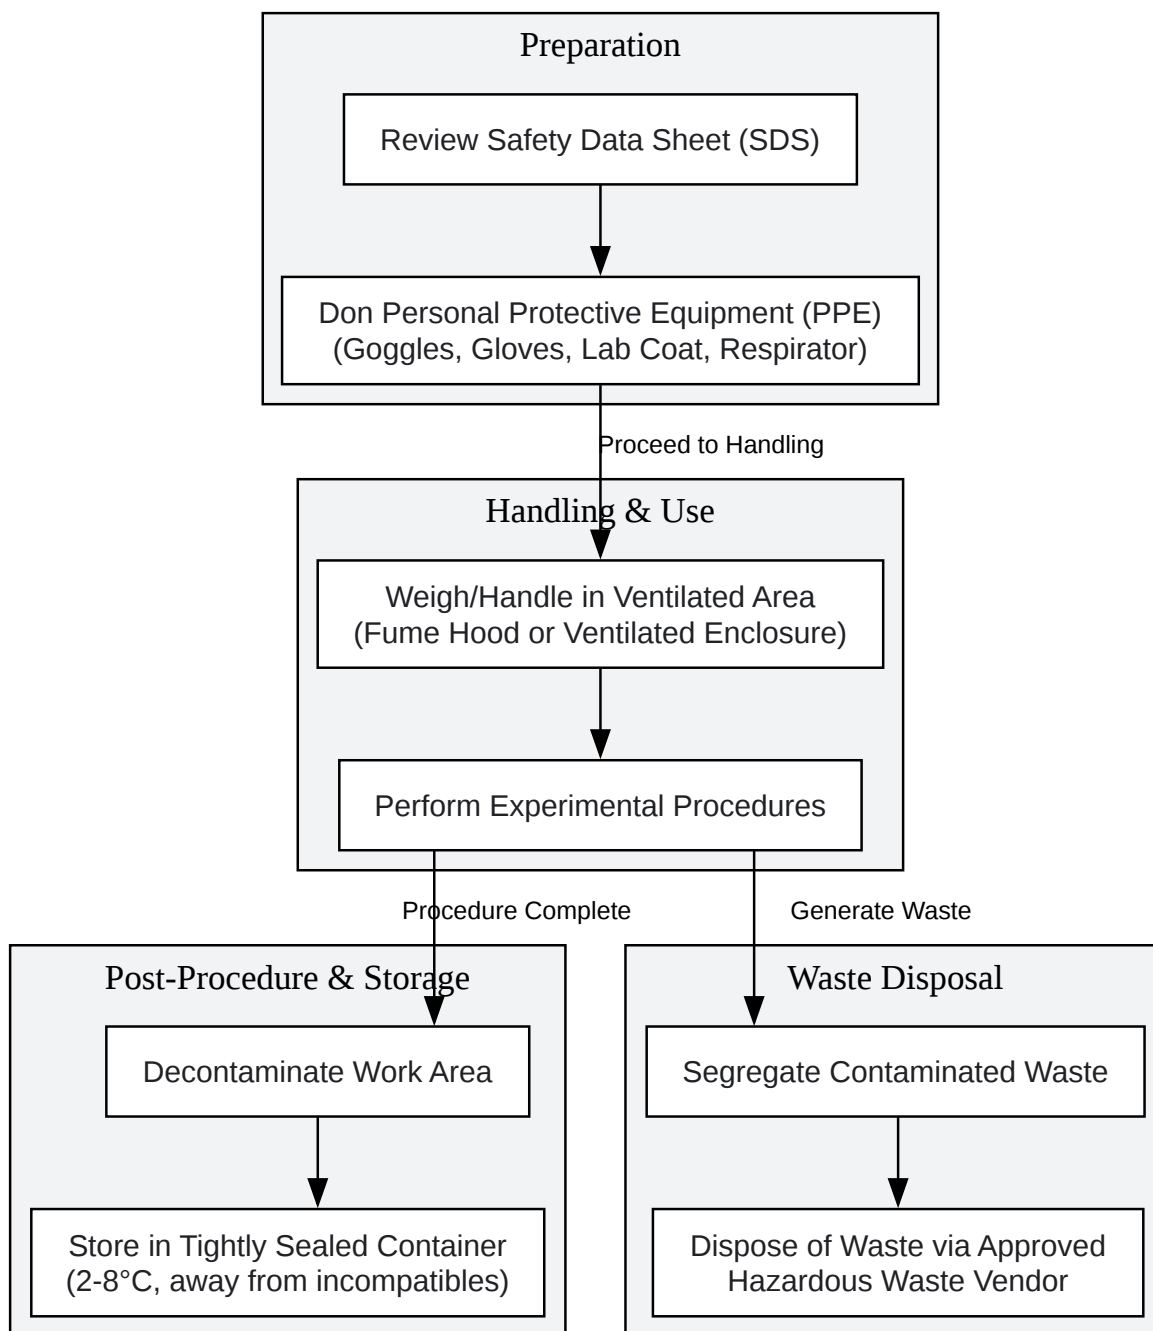 Preparation
Review Safety Data Sheet (SDS)
Don Personal Protective Equipment (PPE)
(Goggles, Gloves, Lab Coat, Respirator)
Proceed to Handling
Handling & Use
Weigh/Handle in Ventilated Area
(Fume Hood or Ventilated Enclosure)
Perform Experimental Procedures
Procedure Complete
Generate Waste
Post-Procedure & Storage
Decontaminate Work Area
Store in Tightly Sealed Container
(2-8°C, away from incompatibles)
Waste Disposal
Segregate Contaminated Waste
Dispose of Waste via Approved
Hazardous Waste Vendor